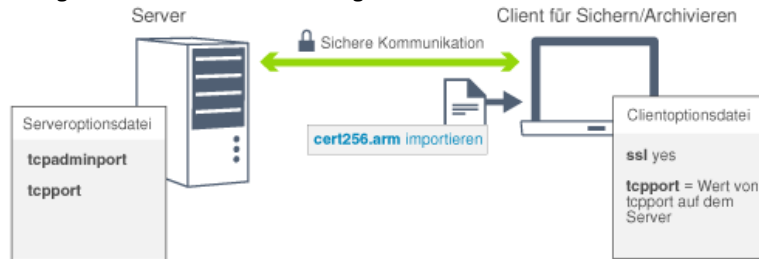 Server
Client für Sichern/Archivieren
Sichere Kommunikation
Serveroptionsdatei
tcpadminport
tcpport
cert256.arm importieren
Clientoptionsdatei
ssl yes
tcpport = Wert von
tcpport auf dem
Server